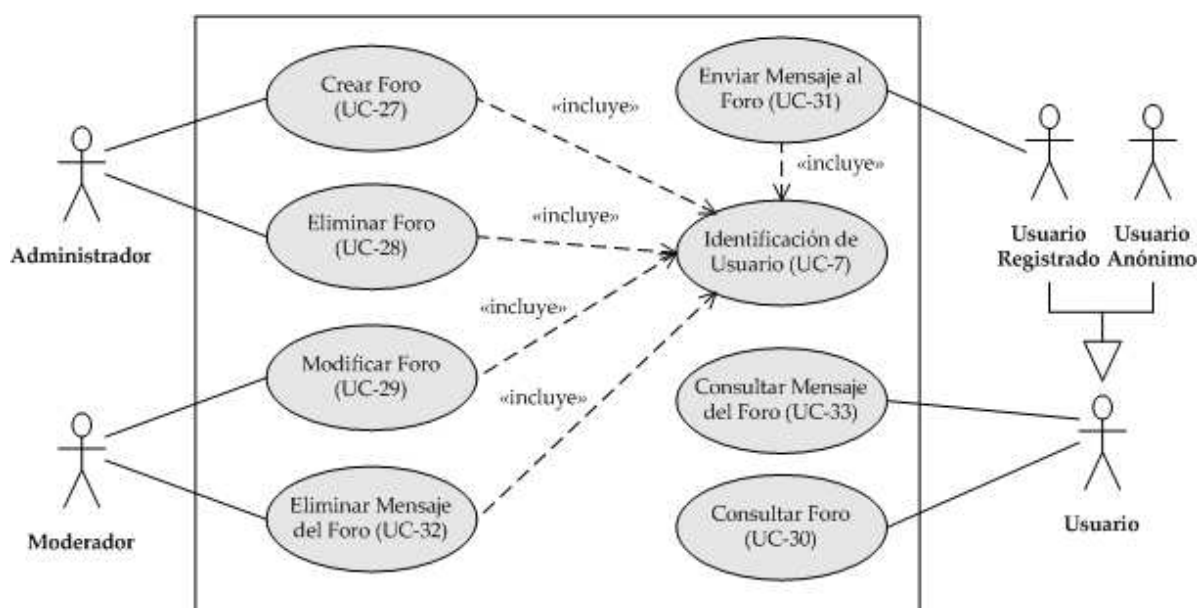 Crear Foro
(UC-27)
«incluye»
Enviar Mensaje al
Foro (UC-31)
«incluye»
Administrador
Eliminar Foro
(UC-28)
«incluye»
Identificación de
Usuario (UC-7)
Usuario
Registrado
Usuario
Anónimo
«incluye»
Modificar Foro
(UC-29)
«incluye»
Consultar Mensaje
del Foro (UC-33)
Moderador
Eliminar Mensaje
del Foro (UC-32)
Consultar Foro
(UC-30)
Usuario